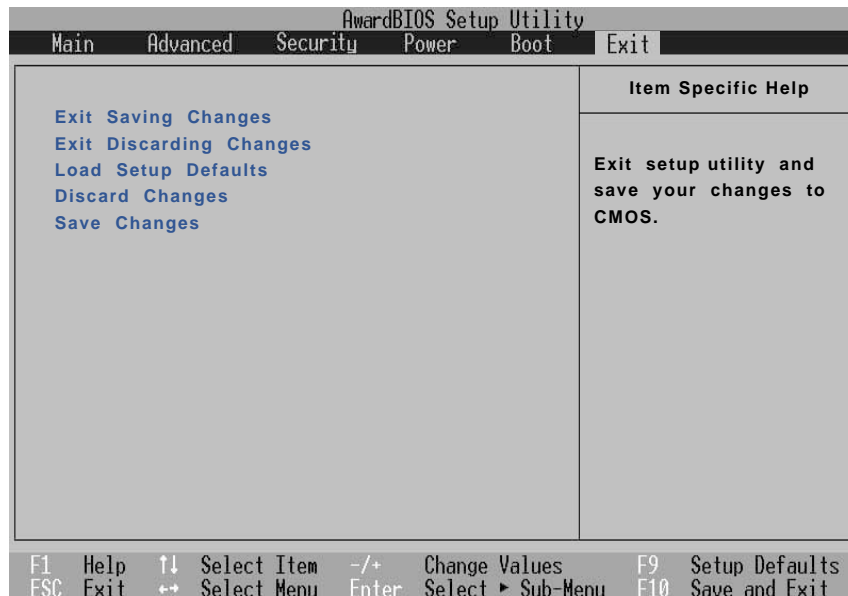 AwardBIOS Setup Utility
Main Advanced Security Power Boot Exit
Item Specific Help
Exit Saving Changes
Exit Discarding Changes
Load Setup Defaults
Discard Changes
Save Changes
Exit setup utility and
save your changes to
CMOS.
F1 Help ↑↓ Select Item -/+ Change Values F9 Setup Defaults
ESC Exit ←→ Select Menu Enter Select ► Sub-Menu F10 Save and Exit